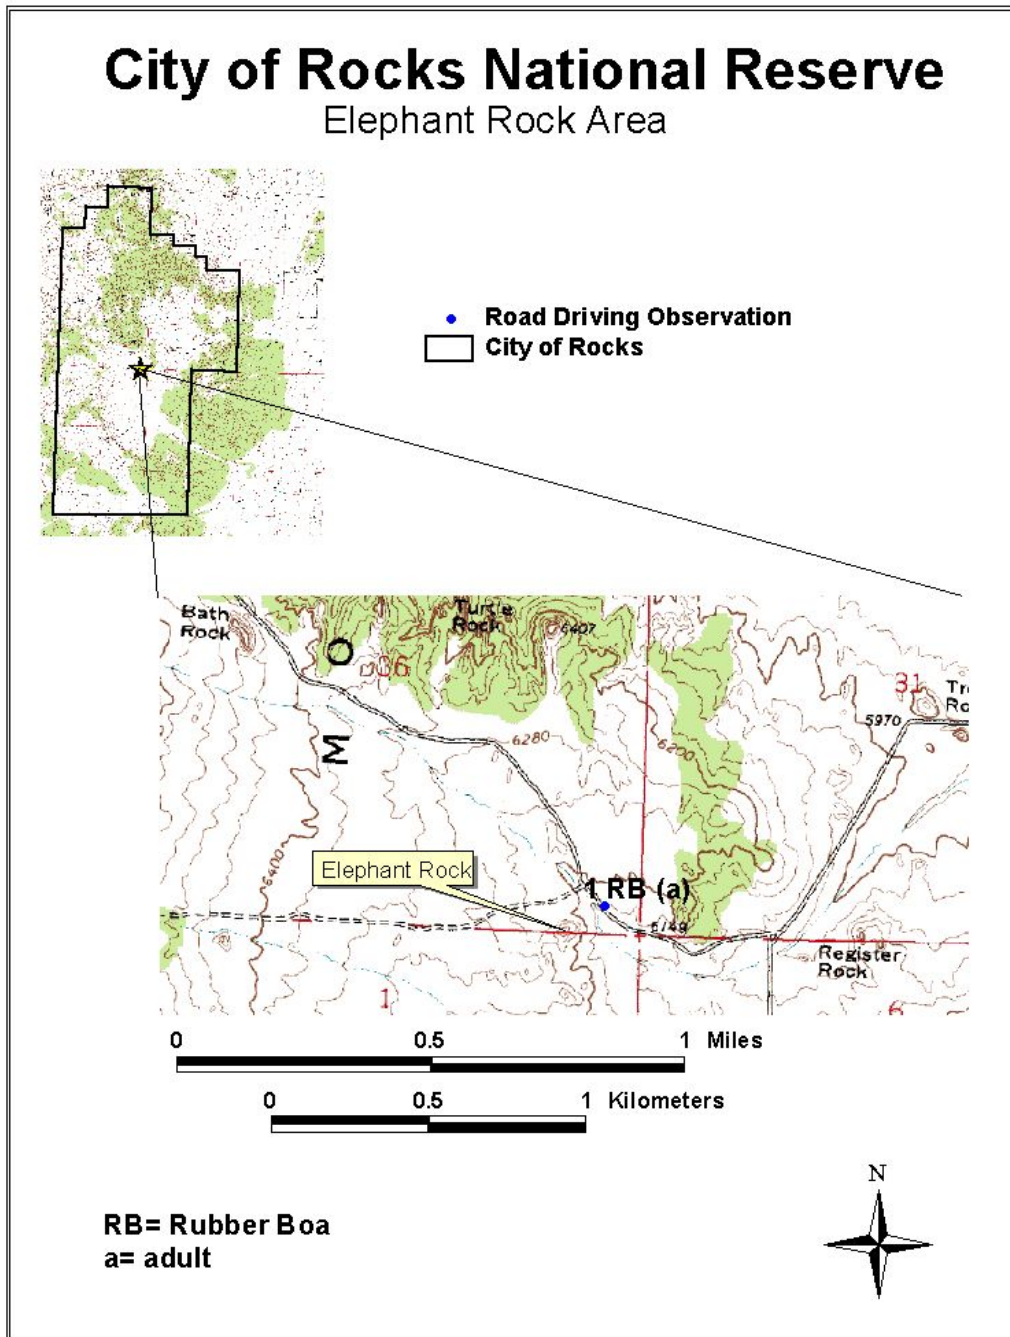 City of Rocks National Reserve
Elephant Rock Area
Road Driving Observation
City of Rocks
Bath
Rock
Turtle
Rock
6407
O
36
31
5970
M
6280
6200
6400
Elephant Rock
1 RB (a)
Register
Rock
1
6
0 0.5 1 Miles
0 0.5 1 Kilometers
N
RB= Rubber Boa
a= adult